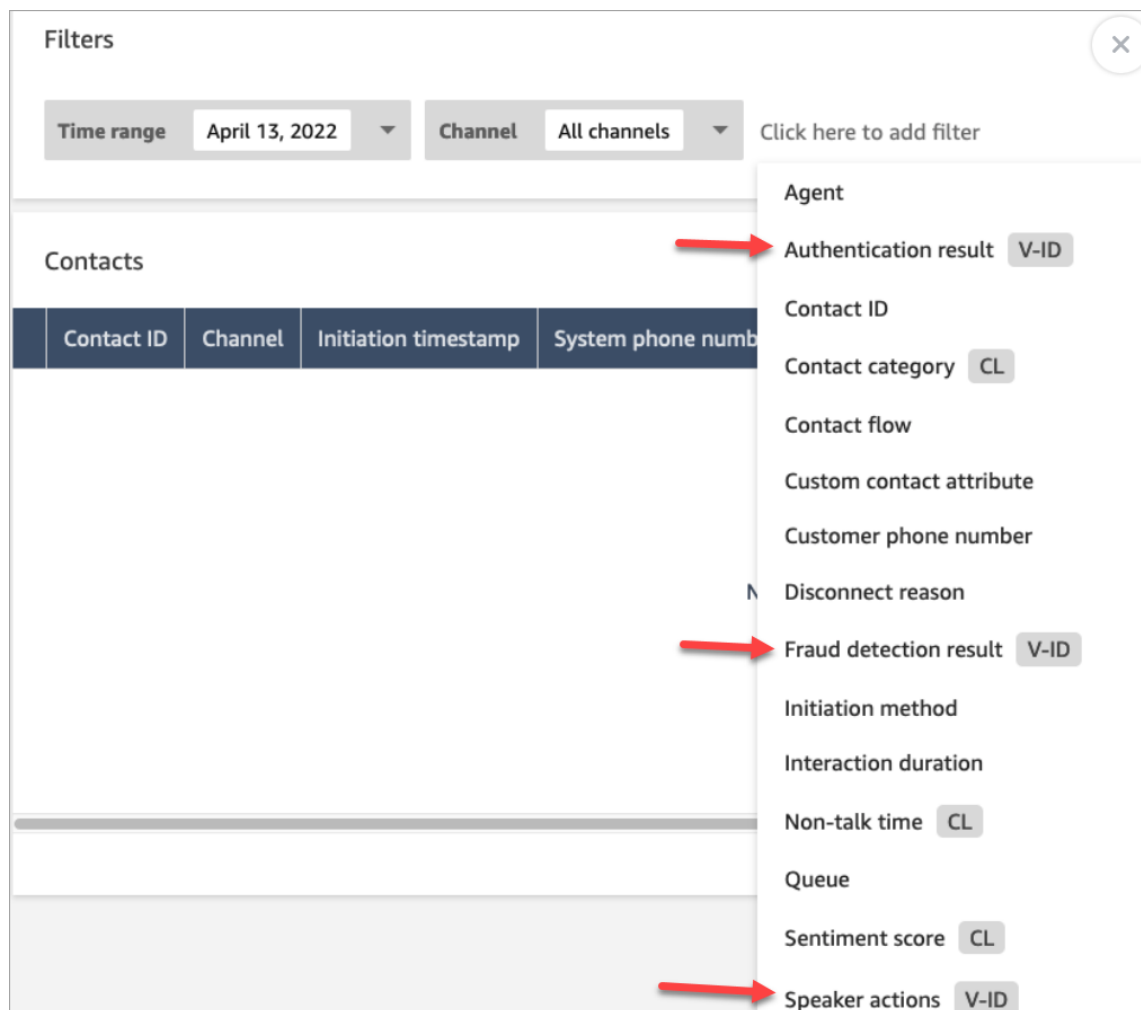 Filters
Time range April 13, 2022 Channel All channels Click here to add filter
Agent
Authentication result V-ID
Contacts
Contact ID
Contact ID Channel Initiation timestamp System phone numb
Contact category CL
Contact flow
Custom contact attribute
Customer phone number
N
Disconnect reason
Fraud detection result V-ID
Initiation method
Interaction duration
Non-talk time CL
Queue
Sentiment score CL
Speaker actions V-ID